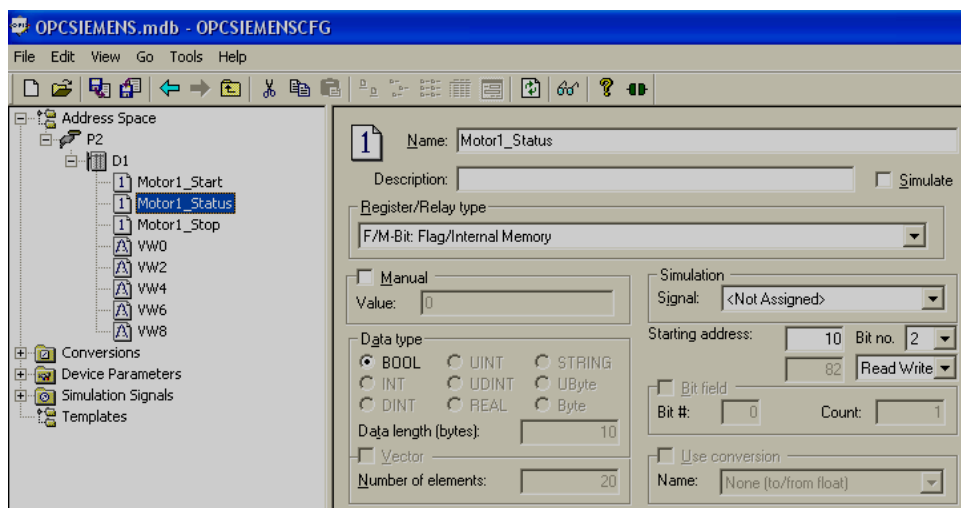 OPCSIEMENS.mdb - OPCSIEMENSCFG
File Edit View Go Tools Help
Address Space
P2
D1
Motor1_Start
Motor1_Status
Motor1_Stop
VW0
VW2
VW4
VW6
VW8
Conversions
Device Parameters
Simulation Signals
Templates
1 Name: Motor1_Status
Description: Simulate
Register/Relay type
F/M-Bit: Flag/Internal Memory
Manual
Value: 0
Simulation
Signal: <Not Assigned>
Data type
BOOL UINT STRING
INT UDINT UByte
DINT REAL Byte
Data length (bytes): 10
Vector
Number of elements: 20
Starting address: 10 Bit no. 2
82 Read Write
Bit field
Bit #: 0 Count: 1
Use conversion
Name: None (to/from float)